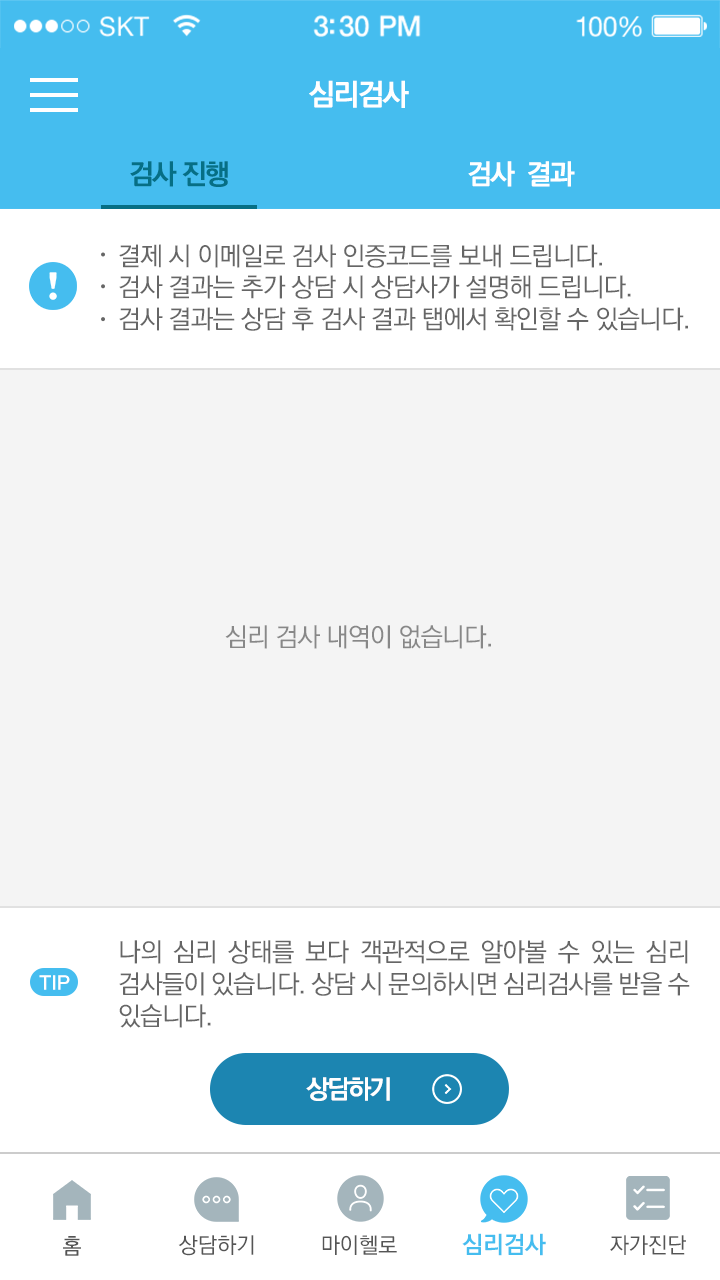 SKT 3:30 PM 100%
심리검사
검사 진행 검사 결과
· 결제 시 이메일로 검사 인증코드를 보내 드립니다.
· 검사 결과는 추가 상담 시 상담사가 설명해 드립니다.
· 검사 결과는 상담 후 검사 결과 탭에서 확인할 수 있습니다.
심리 검사 내역이 없습니다.
나의 심리 상태를 보다 객관적으로 알아볼 수 있는 심리
TIP 검사들이 있습니다. 상담 시 문의하시면 심리검사를 받을 수
있습니다.
상담하기
홈 상담하기 마이헬로 심리검사 자가진단